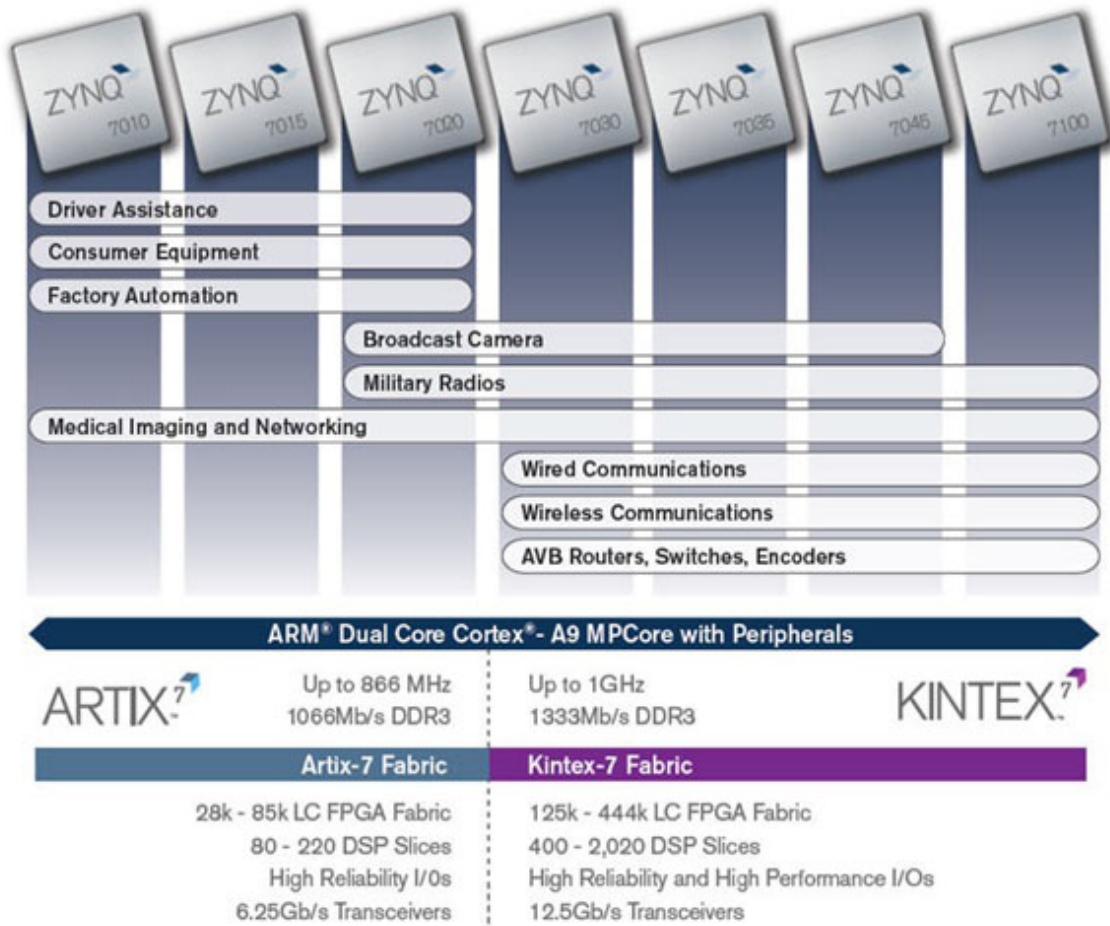 ZYNQ 7010
ZYNQ 7015
ZYNQ 7020
ZYNQ 7030
ZYNQ 7035
ZYNQ 7045
ZYNQ 7100
Driver Assistance
Consumer Equipment
Factory Automation
Broadcast Camera
Military Radios
Medical Imaging and Networking
Wired Communications
Wireless Communications
AVB Routers, Switches, Encoders
ARM® Dual Core Cortex®- A9 MPCore with Peripherals
ARTIX.7™
Up to 866 MHz
1066Mb/s DDR3
Up to 1GHz
1333Mb/s DDR3
KINTEX.7™
Artix-7 Fabric
Kintex-7 Fabric
28k - 85k LC FPGA Fabric
80 - 220 DSP Slices
High Reliability I/0s
6.25Gb/s Transceivers
125k - 444k LC FPGA Fabric
400 - 2,020 DSP Slices
High Reliability and High Performance I/Os
12.5Gb/s Transceivers